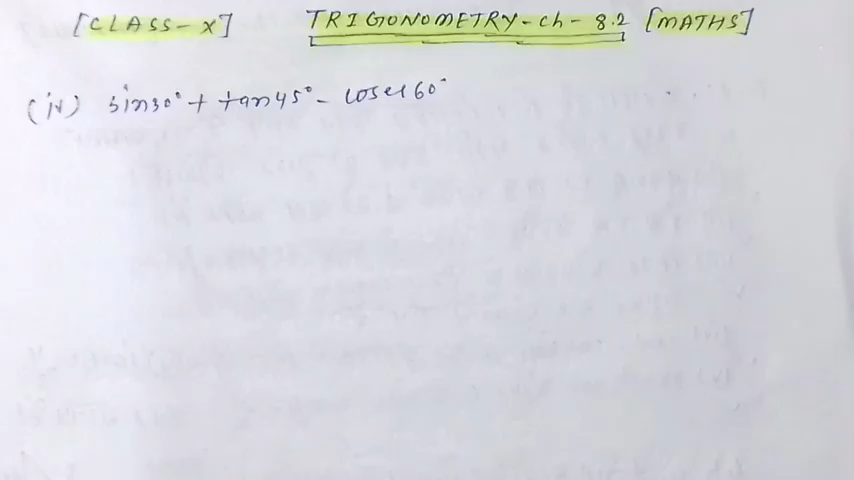 [CLASS-X] TRIGONOMETRY-Ch-8.2 [MATHS]
(iv) sin30° + tan45° - cosec60°